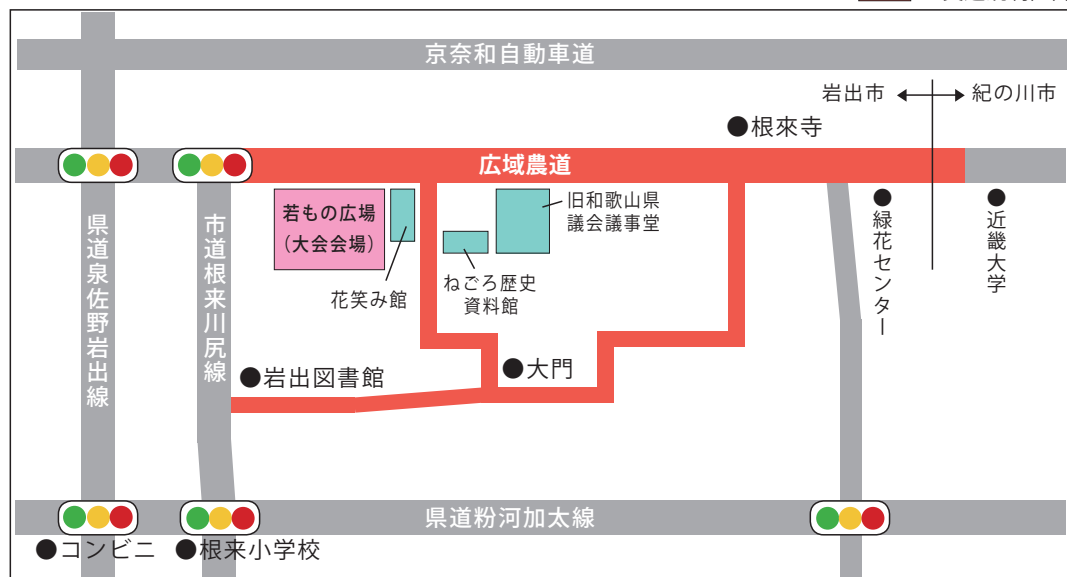 京奈和自動車道
岩出市
紀の川市
根來寺
広域農道
若もの広場
(大会会場)
旧和歌山県
議会議事堂
花笑み館
ねごろ歴史
資料館
県道泉佐野岩出線
市道根来川尻線
緑花センター
近畿大学
岩出図書館
大門
県道粉河加太線
コンビニ
根来小学校